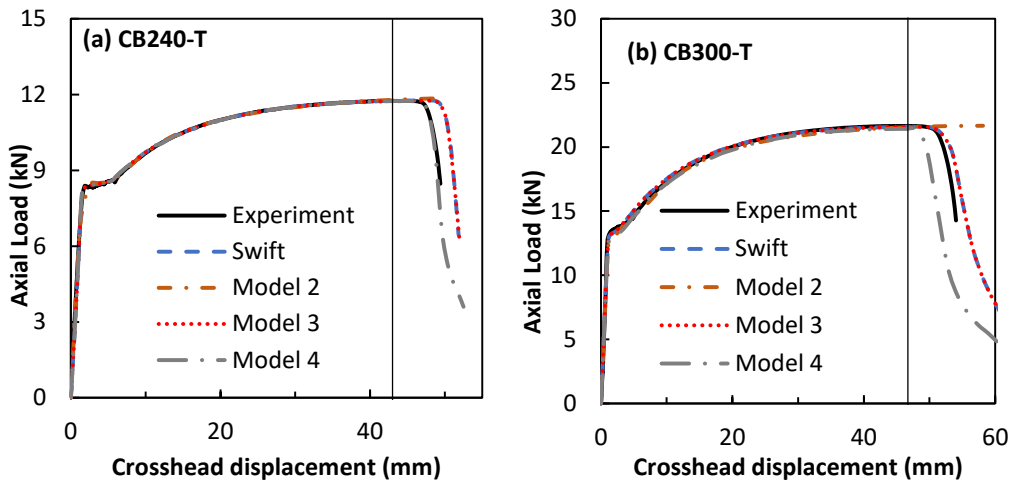 (a) CB240-T
Axial Load (kN)
15
12
9
6
3
0
0
20
40
Crosshead displacement (mm)
Experiment
Swift
Model 2
Model 3
Model 4
(b) CB300-T
Axial Load (kN)
30
25
20
15
10
5
0
0
20
40
60
Crosshead displacement (mm)
Experiment
Swift
Model 2
Model 3
Model 4